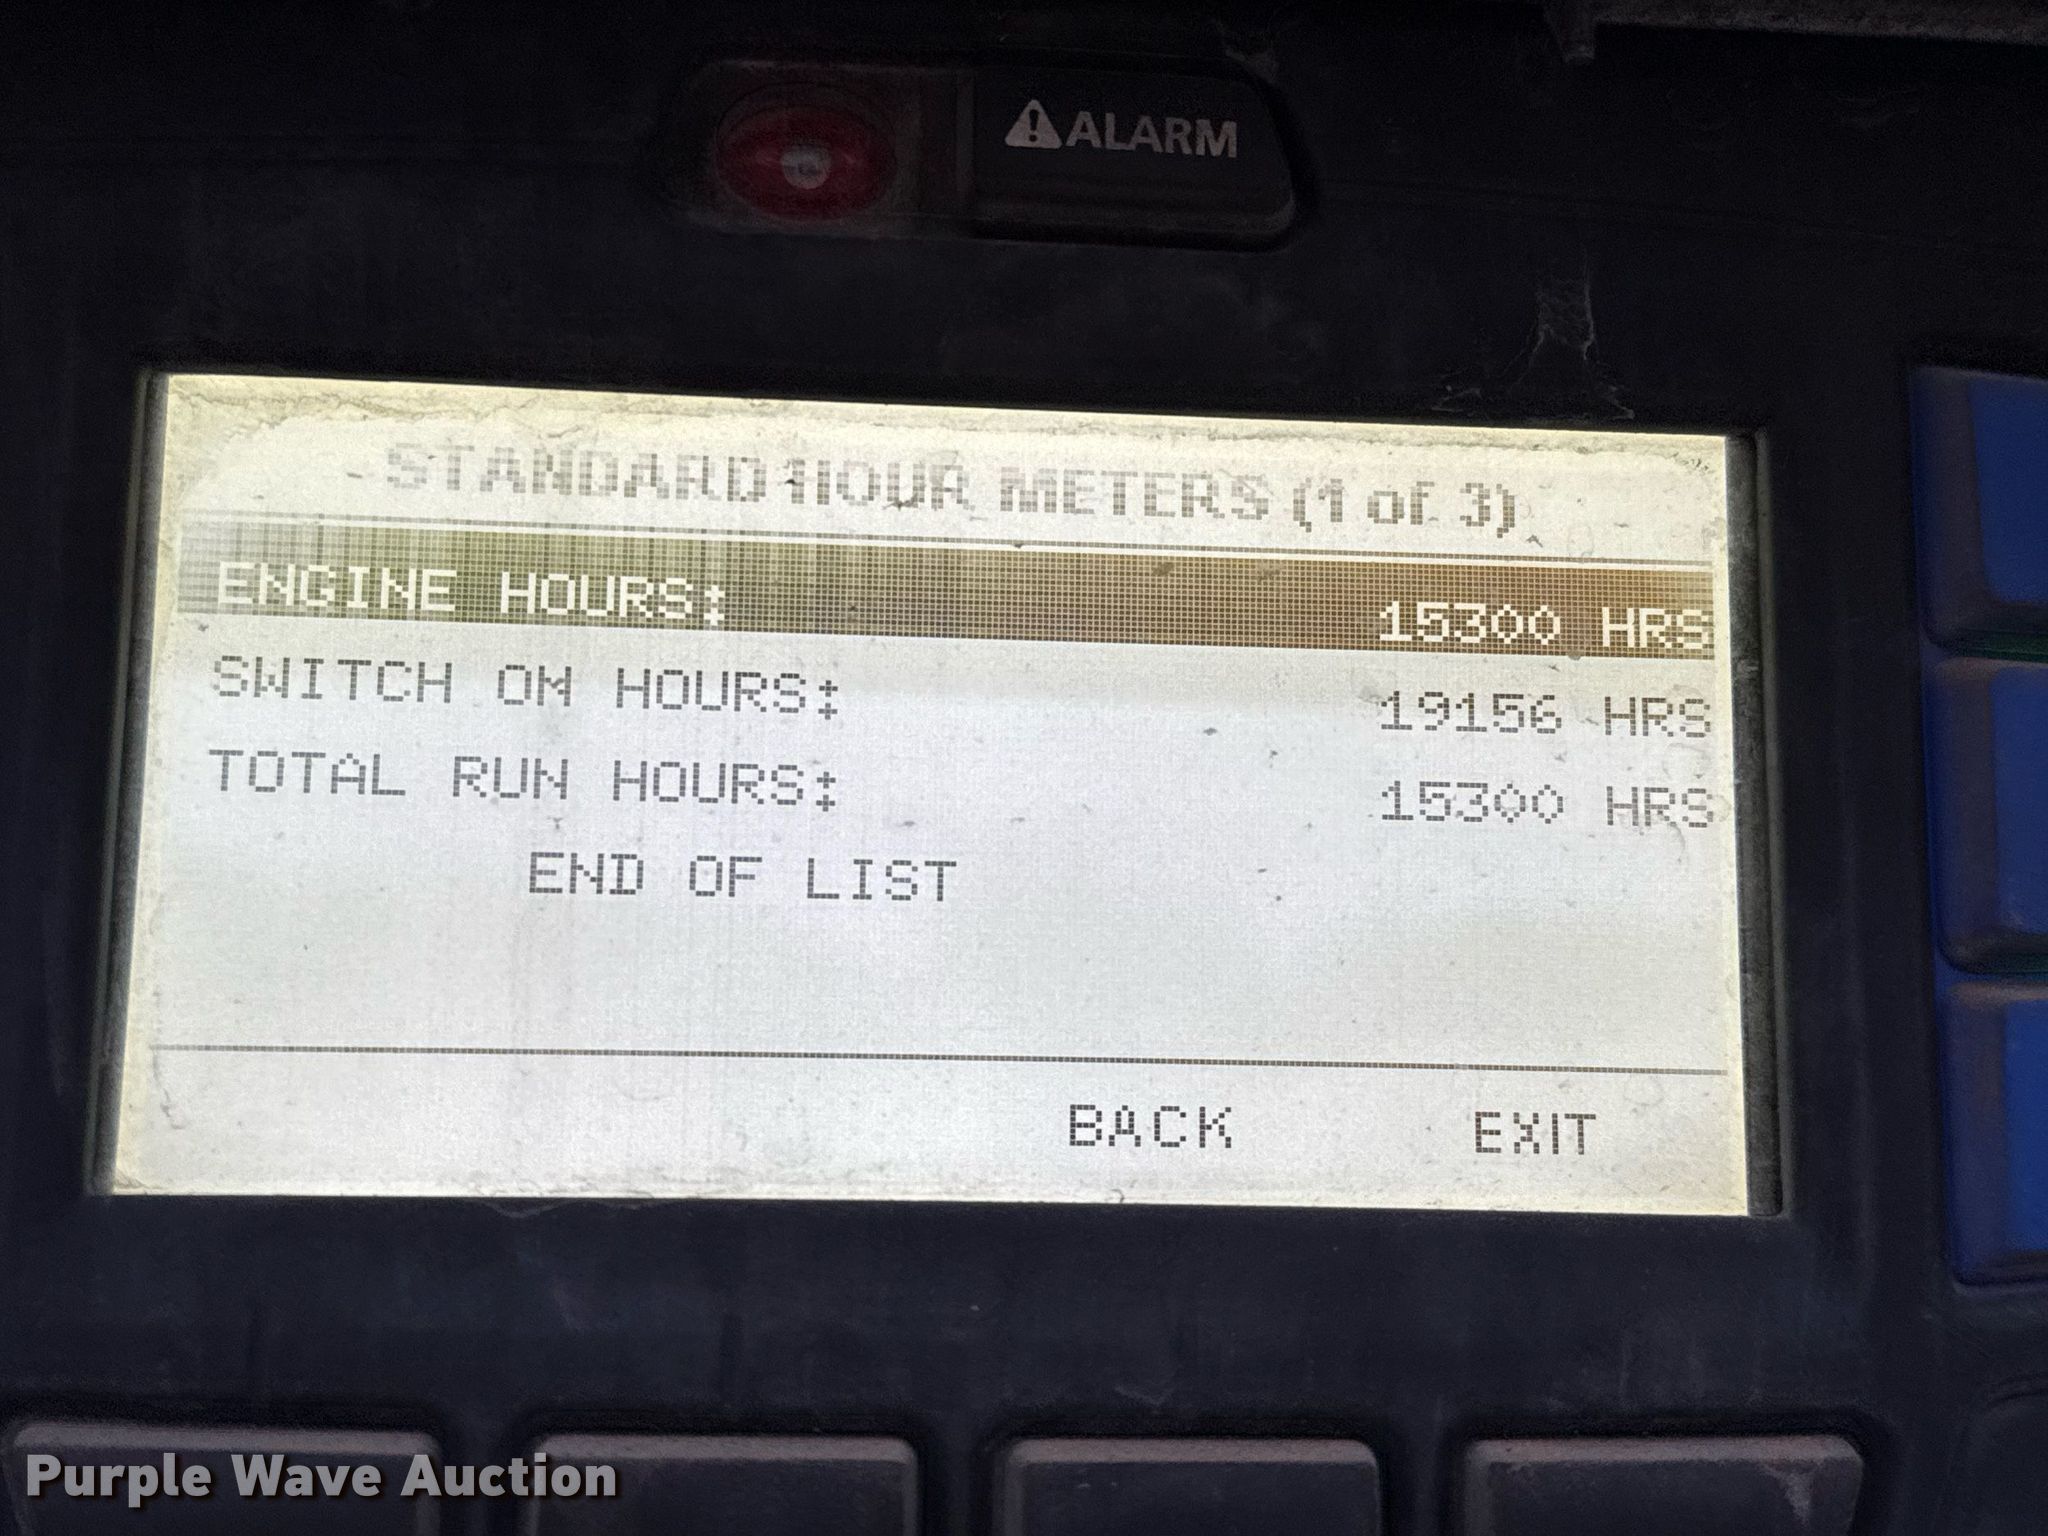 ALARM
STANDARD HOUR METERS (1 of 3)
ENGINE HOURS: 15300 HRS
SWITCH ON HOURS: 19156 HRS
TOTAL RUN HOURS: 15300 HRS
END OF LIST
BACK EXIT
Purple Wave Auction